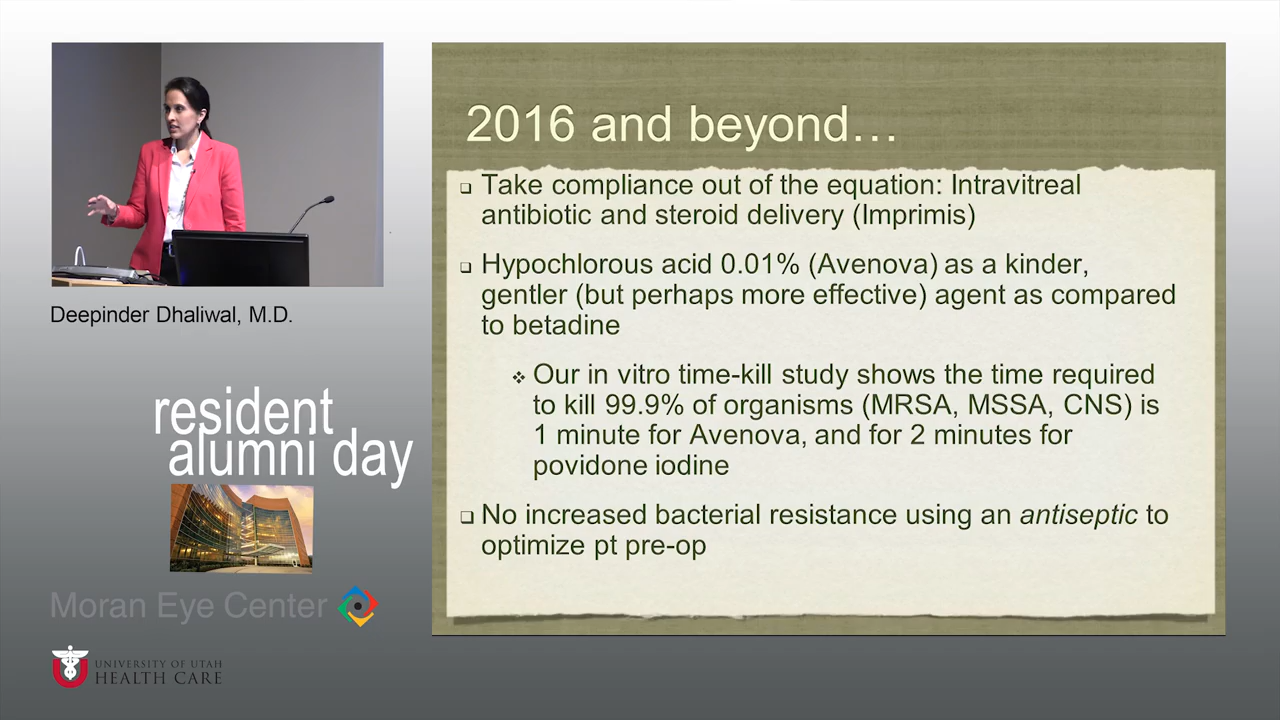 2016 and beyond…
Take compliance out of the equation: Intravitreal
antibiotic and steroid delivery (Imprimis)
Hypochlorous acid 0.01% (Avenova) as a kinder,
gentler (but perhaps more effective) agent as compared
to betadine
Our in vitro time-kill study shows the time required
to kill 99.9% of organisms (MRSA, MSSA, CNS) is
1 minute for Avenova, and for 2 minutes for
povidone iodine
No increased bacterial resistance using an antiseptic to
optimize pt pre-op
Deepinder Dhaliwal, M.D.
resident
alumni day
Moran Eye Center
U
UNIVERSITY OF UTAH
HEALTH CARE